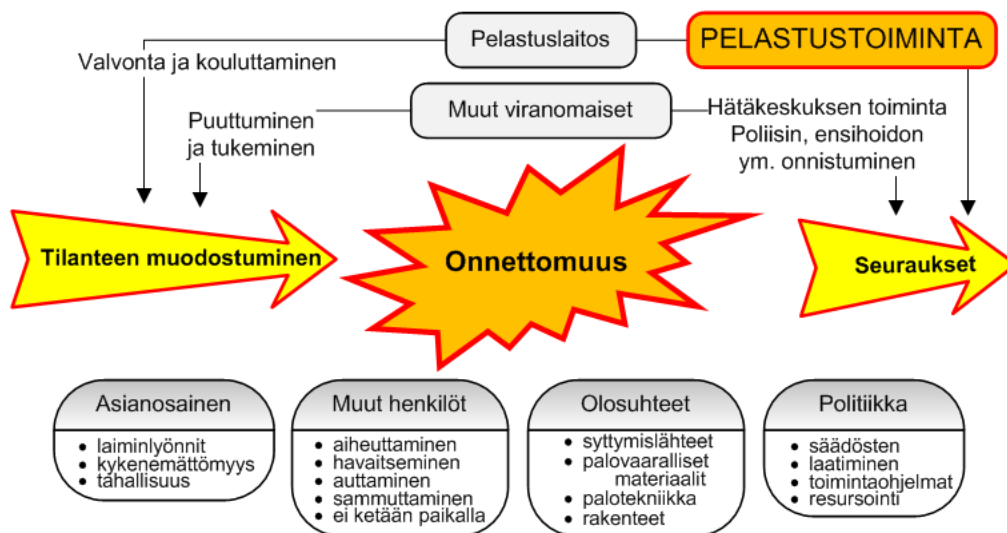 Pelastuslaitos
PELASTUSTOIMINTA
Valvonta ja kouluttaminen
Muut viranomaiset
Puuttuminen
ja tukeminen
Hätäkeskuksen toiminta
Poliisin, ensihoidon
ym. onnistuminen
Tilanteen muodostuminen
Onnettomuus
Seuraukset
Asianosainen
• laiminlyönnit
• kykenemättömyys
• tahallisuus
Muut henkilöt
• aiheuttaminen
• havaitseminen
• auttaminen
• sammuttaminen
• ei ketään paikalla
Olosuhteet
• syttymislähteet
• palovaaralliset
materiaalit
• palotekniikka
• rakenteet
Politiikka
• säädösten
• laatiminen
• toimintaohjelmat
• resursointi